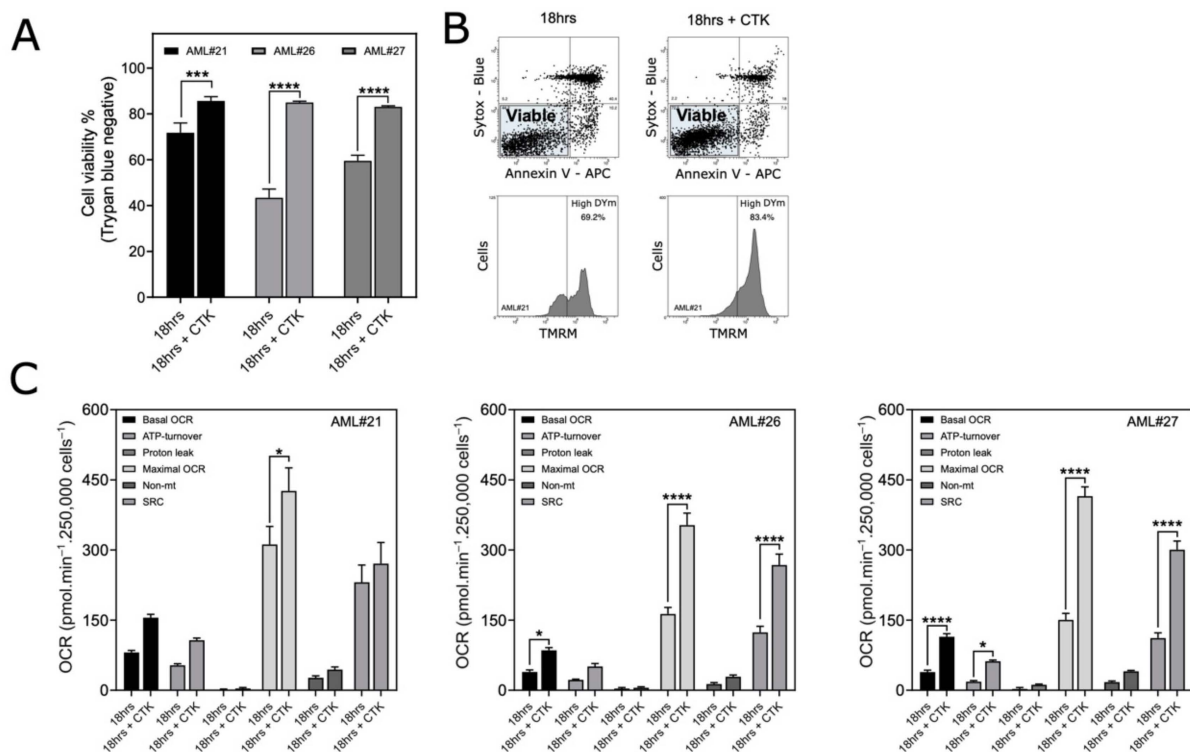 A
AML#21 AML#26 AML#27
Cell viability %
(Trypan blue negative)
100
80
60
40
20
0
***
****
****
18hrs
18hrs + CTK
18hrs
18hrs + CTK
18hrs
18hrs + CTK
B
18hrs
18hrs + CTK
Sytox - Blue
Viable
Annexin V - APC
Sytox - Blue
Viable
Annexin V - APC
Cells
High DYm
69.2%
AML#21
TMRM
Cells
High DYm
83.4%
AML#21
TMRM
C
OCR (pmol.min⁻¹.250,000 cells⁻¹)
600
450
300
150
0
Basal OCR
ATP-turnover
Proton leak
Maximal OCR
Non-mt
SRC
AML#21
*
18hrs
18hrs + CTK
18hrs
18hrs + CTK
18hrs
18hrs + CTK
18hrs
18hrs + CTK
18hrs
18hrs + CTK
18hrs
18hrs + CTK
OCR (pmol.min⁻¹.250,000 cells⁻¹)
600
450
300
150
0
Basal OCR
ATP-turnover
Proton leak
Maximal OCR
Non-mt
SRC
AML#26
*
****
****
18hrs
18hrs + CTK
18hrs
18hrs + CTK
18hrs
18hrs + CTK
18hrs
18hrs + CTK
18hrs
18hrs + CTK
18hrs
18hrs + CTK
OCR (pmol.min⁻¹.250,000 cells⁻¹)
600
450
300
150
0
Basal OCR
ATP-turnover
Proton leak
Maximal OCR
Non-mt
SRC
AML#27
****
*
****
****
18hrs
18hrs + CTK
18hrs
18hrs + CTK
18hrs
18hrs + CTK
18hrs
18hrs + CTK
18hrs
18hrs + CTK
18hrs
18hrs + CTK